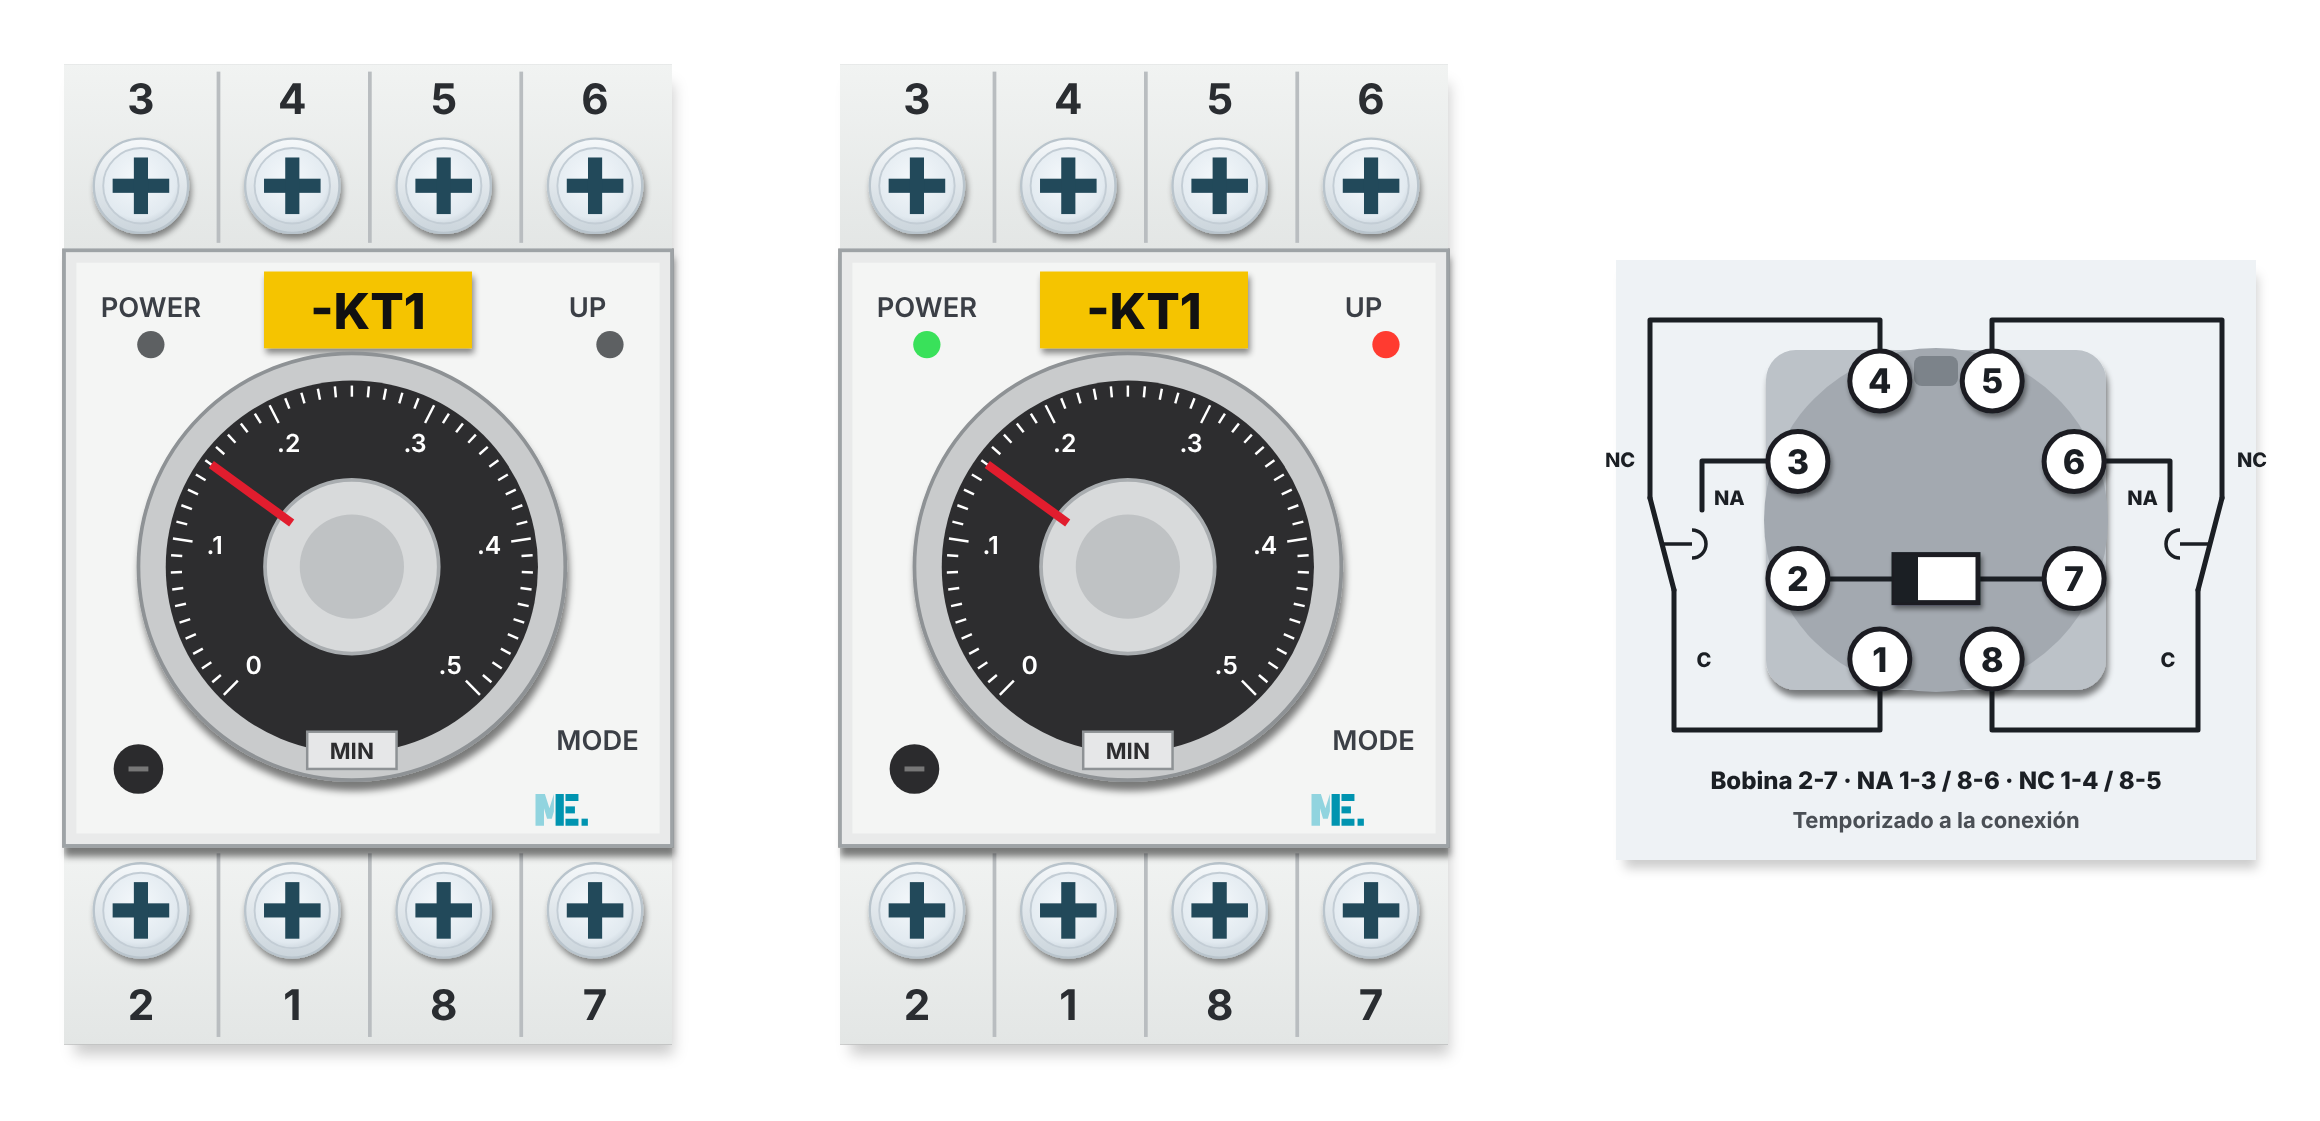 3 4 5 6
POWER -KT1 UP
.2 .3
.1 .4
0 .5
MIN
MODE
ME.
2 1 8 7
3 4 5 6
POWER -KT1 UP
.2 .3
.1 .4
0 .5
MIN
MODE
ME.
2 1 8 7
4 5
NC 3 6 NC
NA NA
2 7
C 1 8 C
Bobina 2-7 · NA 1-3 / 8-6 · NC 1-4 / 8-5
Temporizado a la conexión